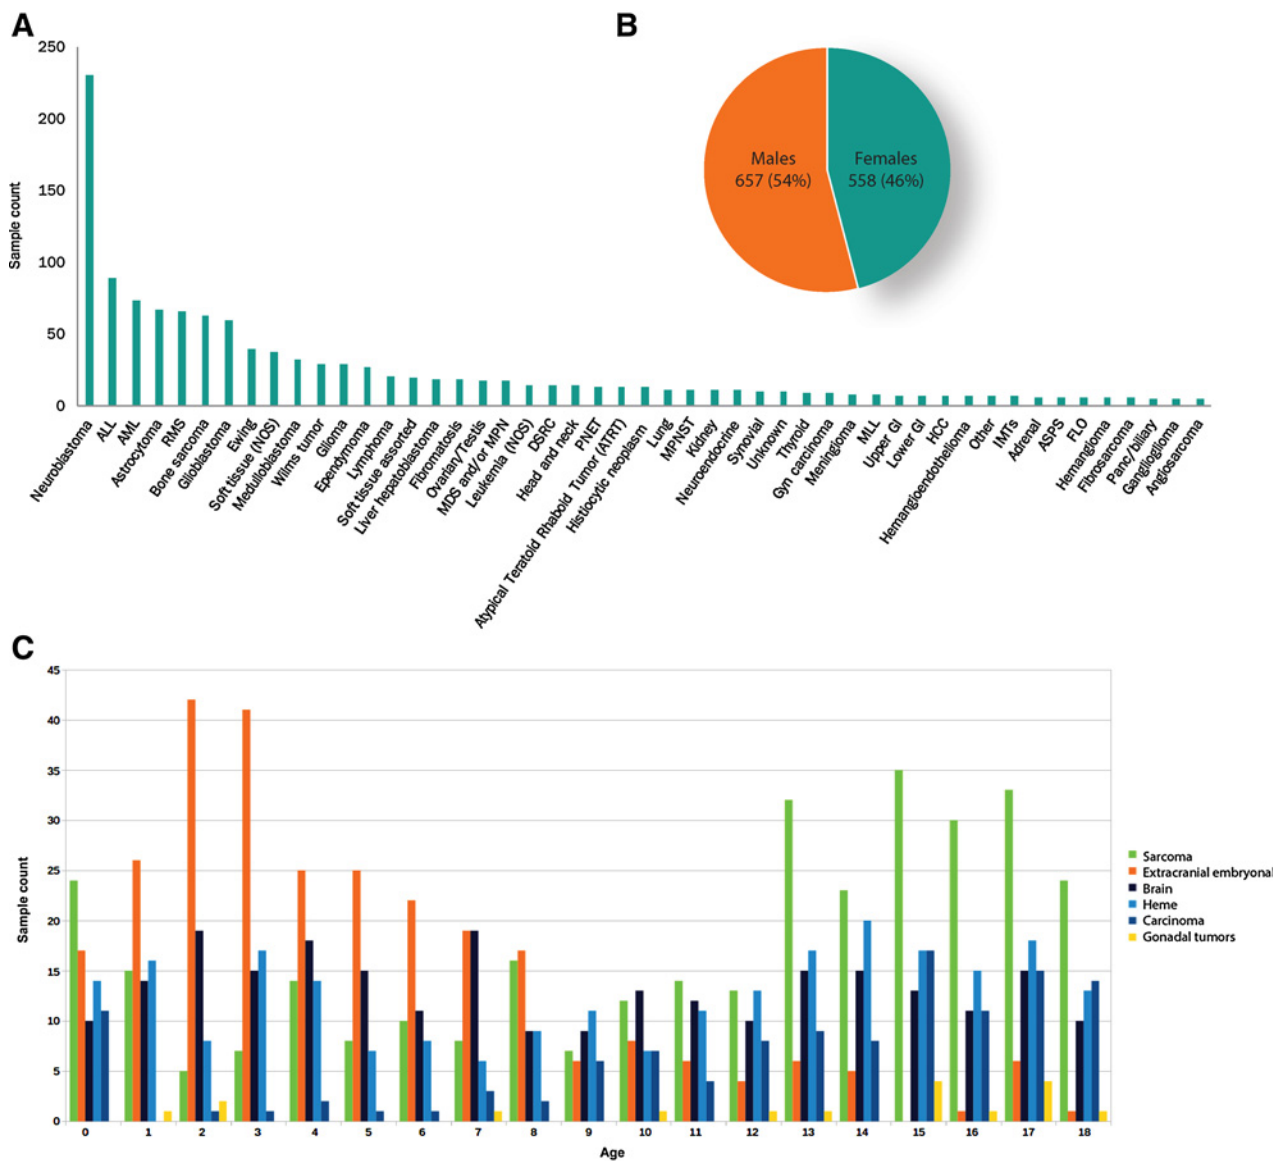 A
Sample count
250
200
150
100
50
0
Neuroblastoma
ALL
AML
Astrocytoma
RMS
Bone sarcoma
Glioblastoma
Ewing
Soft tissue (NOS)
Medulloblastoma
Wilms tumor
Glioma
Ependymoma
Lymphoma
Soft tissue assorted
Liver hepatoblastoma
Fibromatosis
Ovarian/Testis
MDS and/or MPN
Leukemia (NOS)
DSRC
Head and neck
PNET
Atypical Teratoid Rhaboid Tumor (ATRT)
Histiocytic neoplasm
Lung
MPNST
Kidney
Neuroendocrine
Synovial
Unknown
Thyroid
Gyn carcinoma
Meningioma
MLL
Upper GI
Lower GI
HCC
Hemangioendothelioma
Other
IMTs
Adrenal
ASPS
FLO
Hemangioma
Fibrosarcoma
Panc/biliary
Ganglioglioma
Angiosarcoma
B
Males
657 (54%)
Females
558 (46%)
C
Sample count
45
40
35
30
25
20
15
10
5
0
0 1 2 3 4 5 6 7 8 9 10 11 12 13 14 15 16 17 18
Age
Sarcoma
Extracranial embryonal
Brain
Heme
Carcinoma
Gonadal tumors